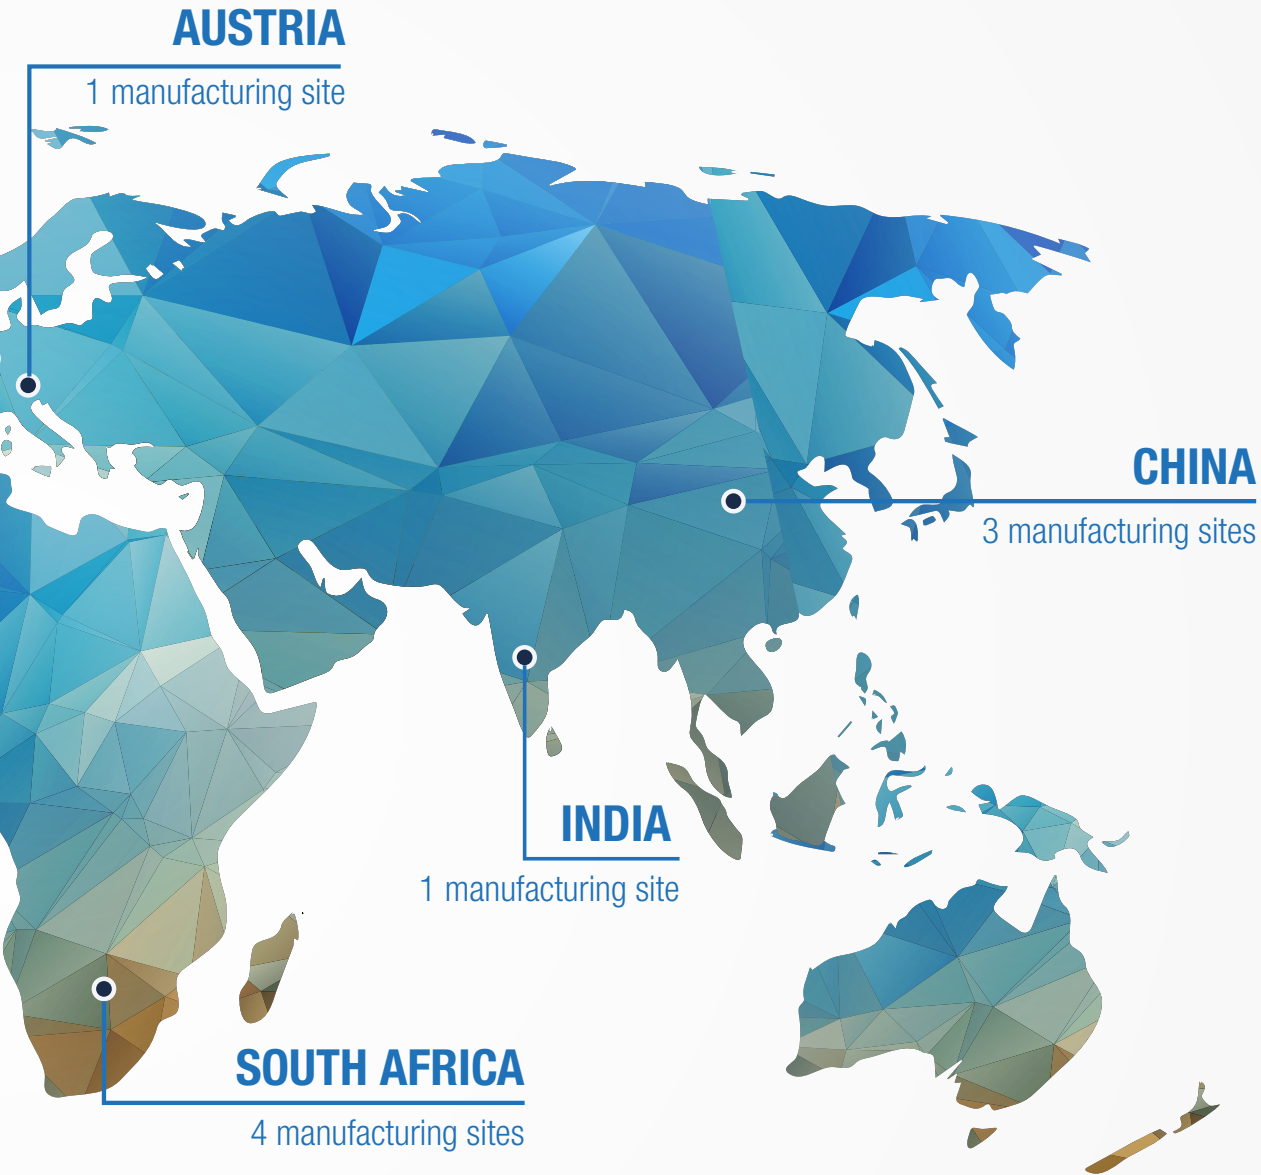 AUSTRIA
1 manufacturing site
CHINA
3 manufacturing sites
INDIA
1 manufacturing site
SOUTH AFRICA
4 manufacturing sites